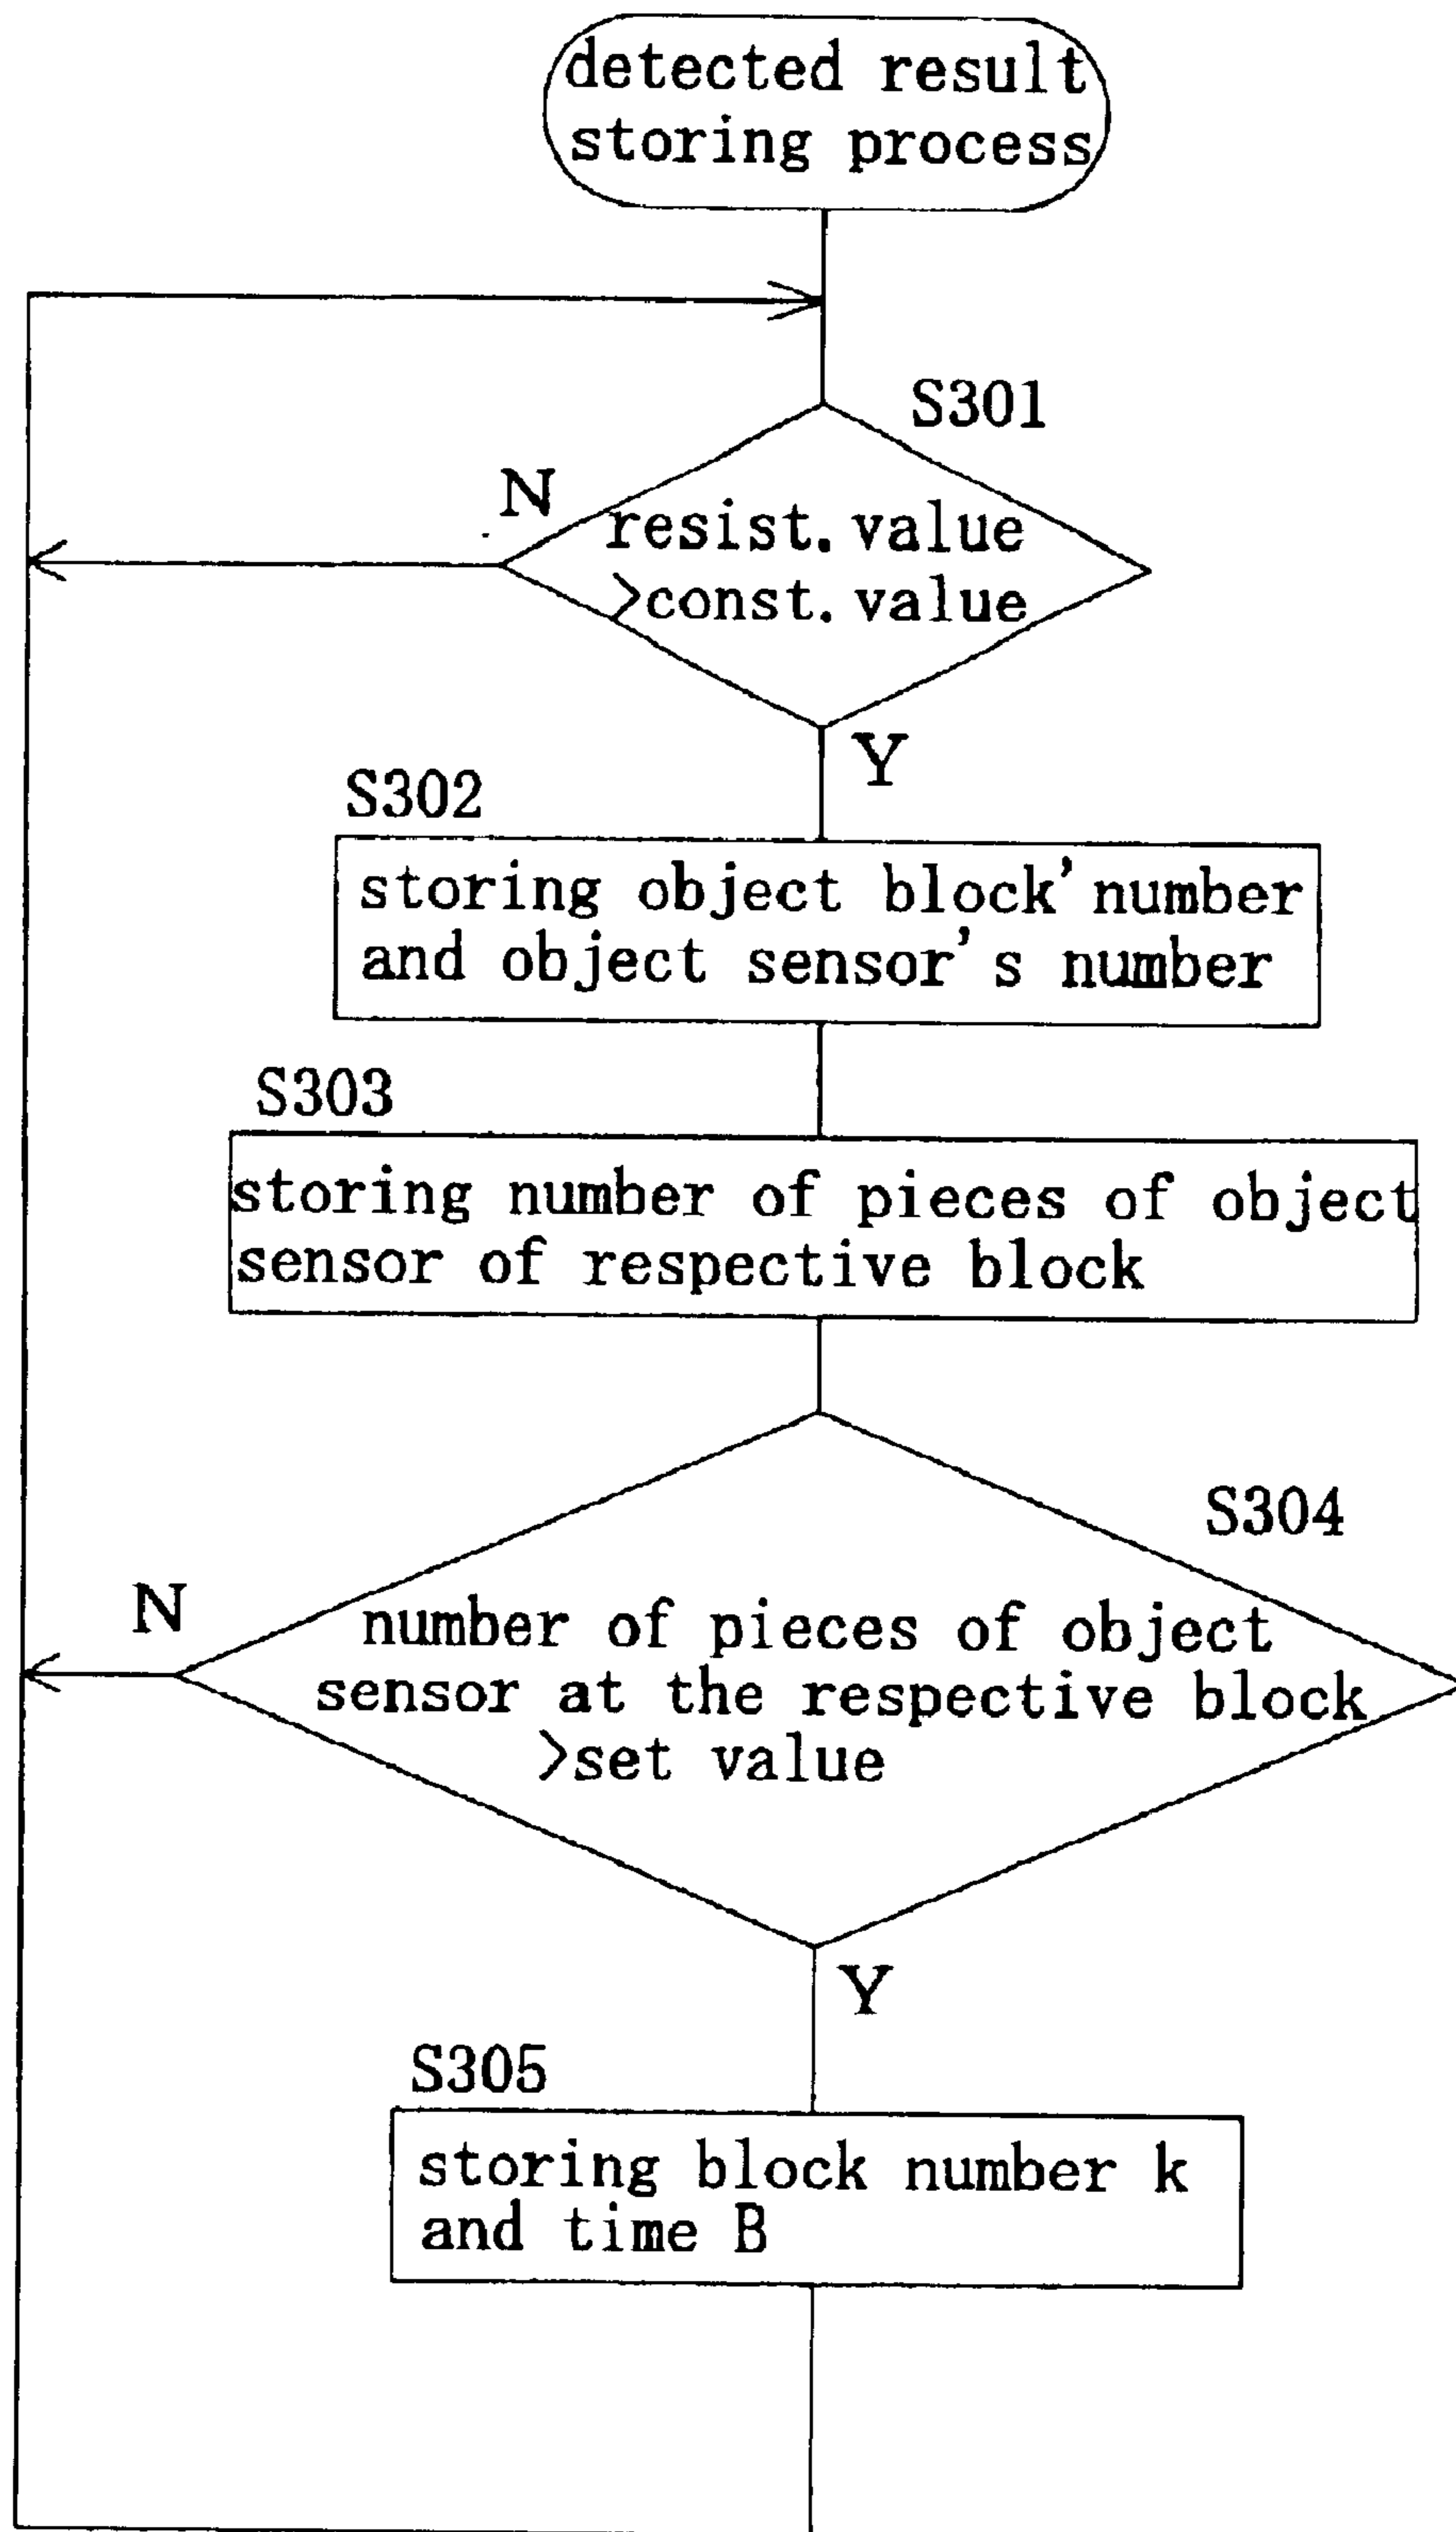 detected result
storing process
S301
N
resist. value
>const. value
Y
S302
storing object block' number
and object sensor's number
S303
storing number of pieces of object
sensor of respective block
S304
N
number of pieces of object
sensor at the respective block
>set value
Y
S305
storing block number k
and time B